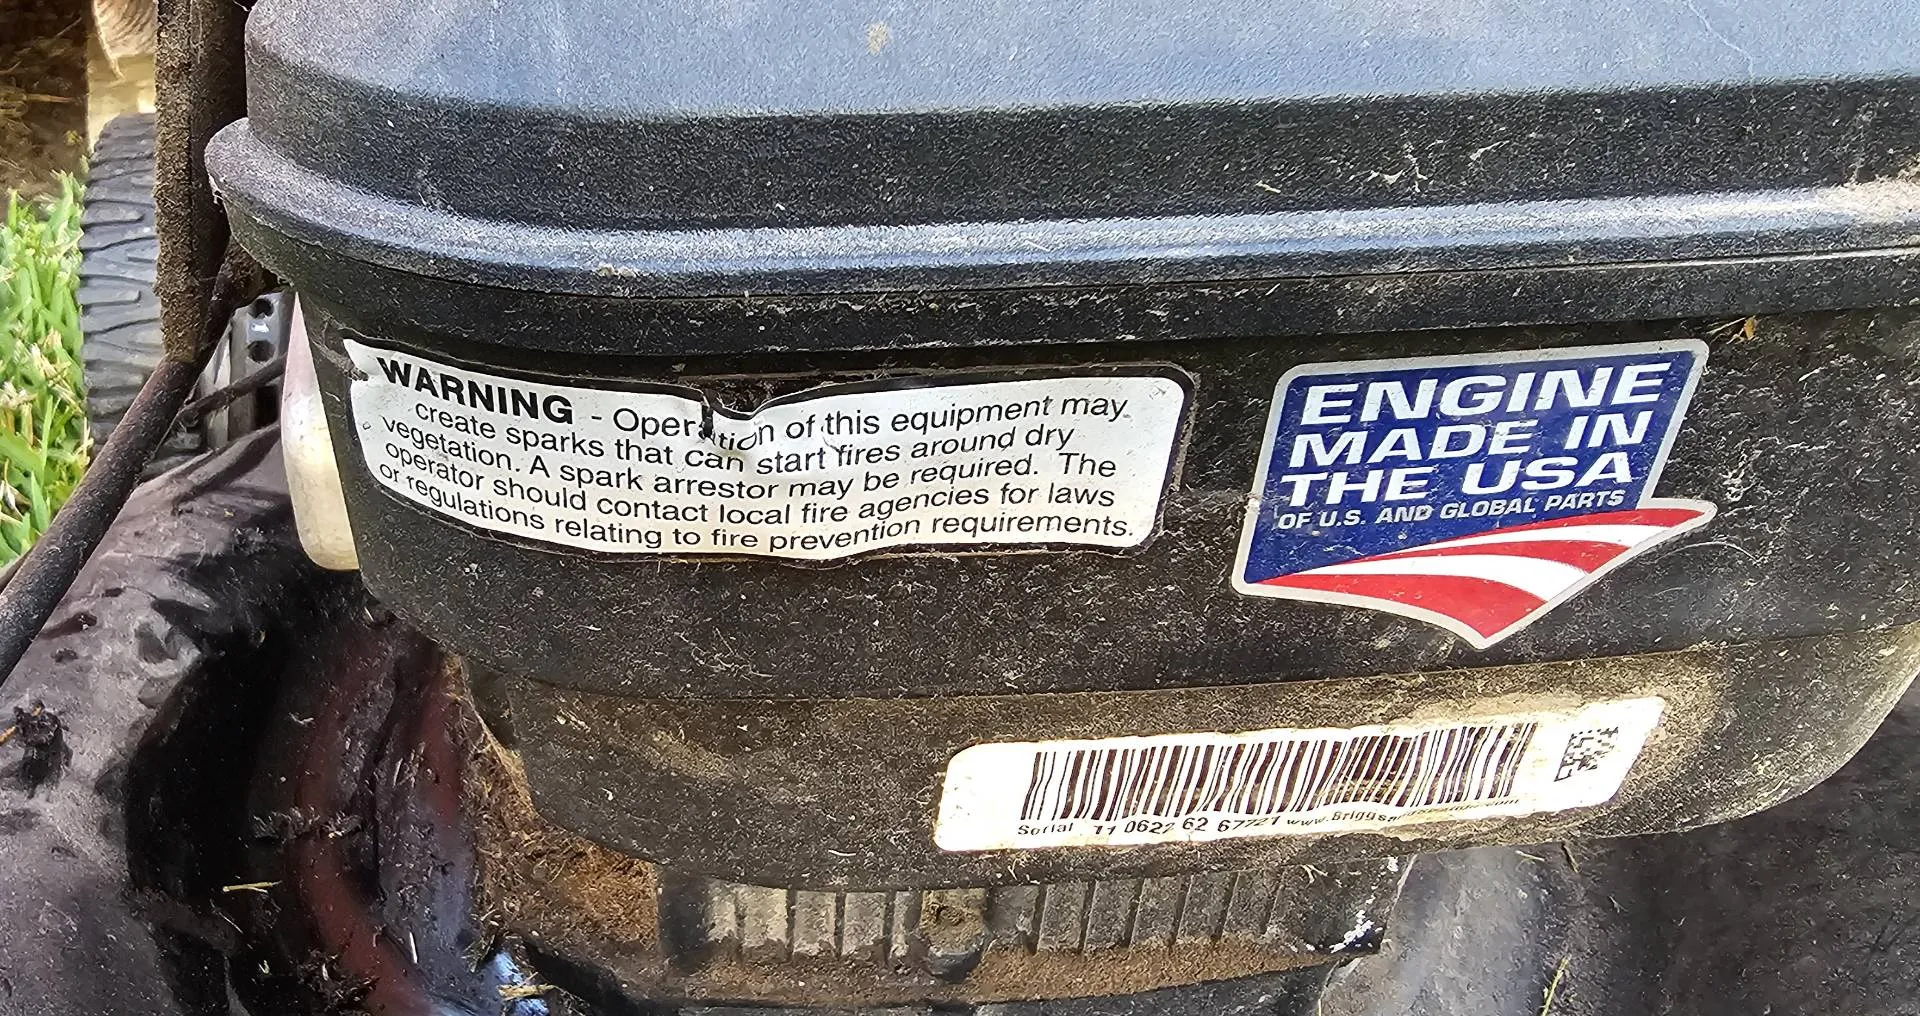 WARNING - Operation of this equipment may
create sparks that can start fires around dry
vegetation. A spark arrestor may be required. The
operator should contact local fire agencies for laws
or regulations relating to fire prevention requirements.
ENGINE
MADE IN
THE USA
OF U.S. AND GLOBAL PARTS
Serial 62